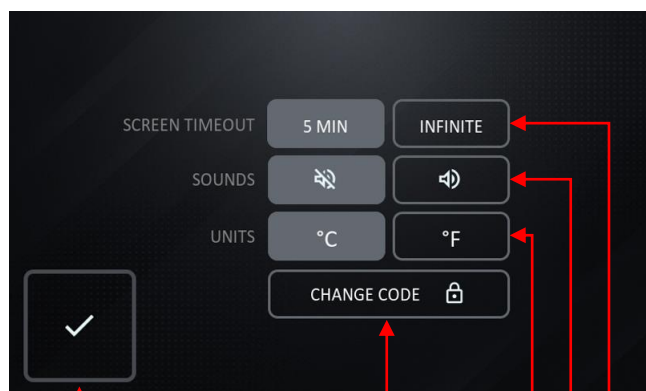 SCREEN TIMEOUT 5 MIN INFINITE
SOUNDS
UNITS °C °F
CHANGE CODE